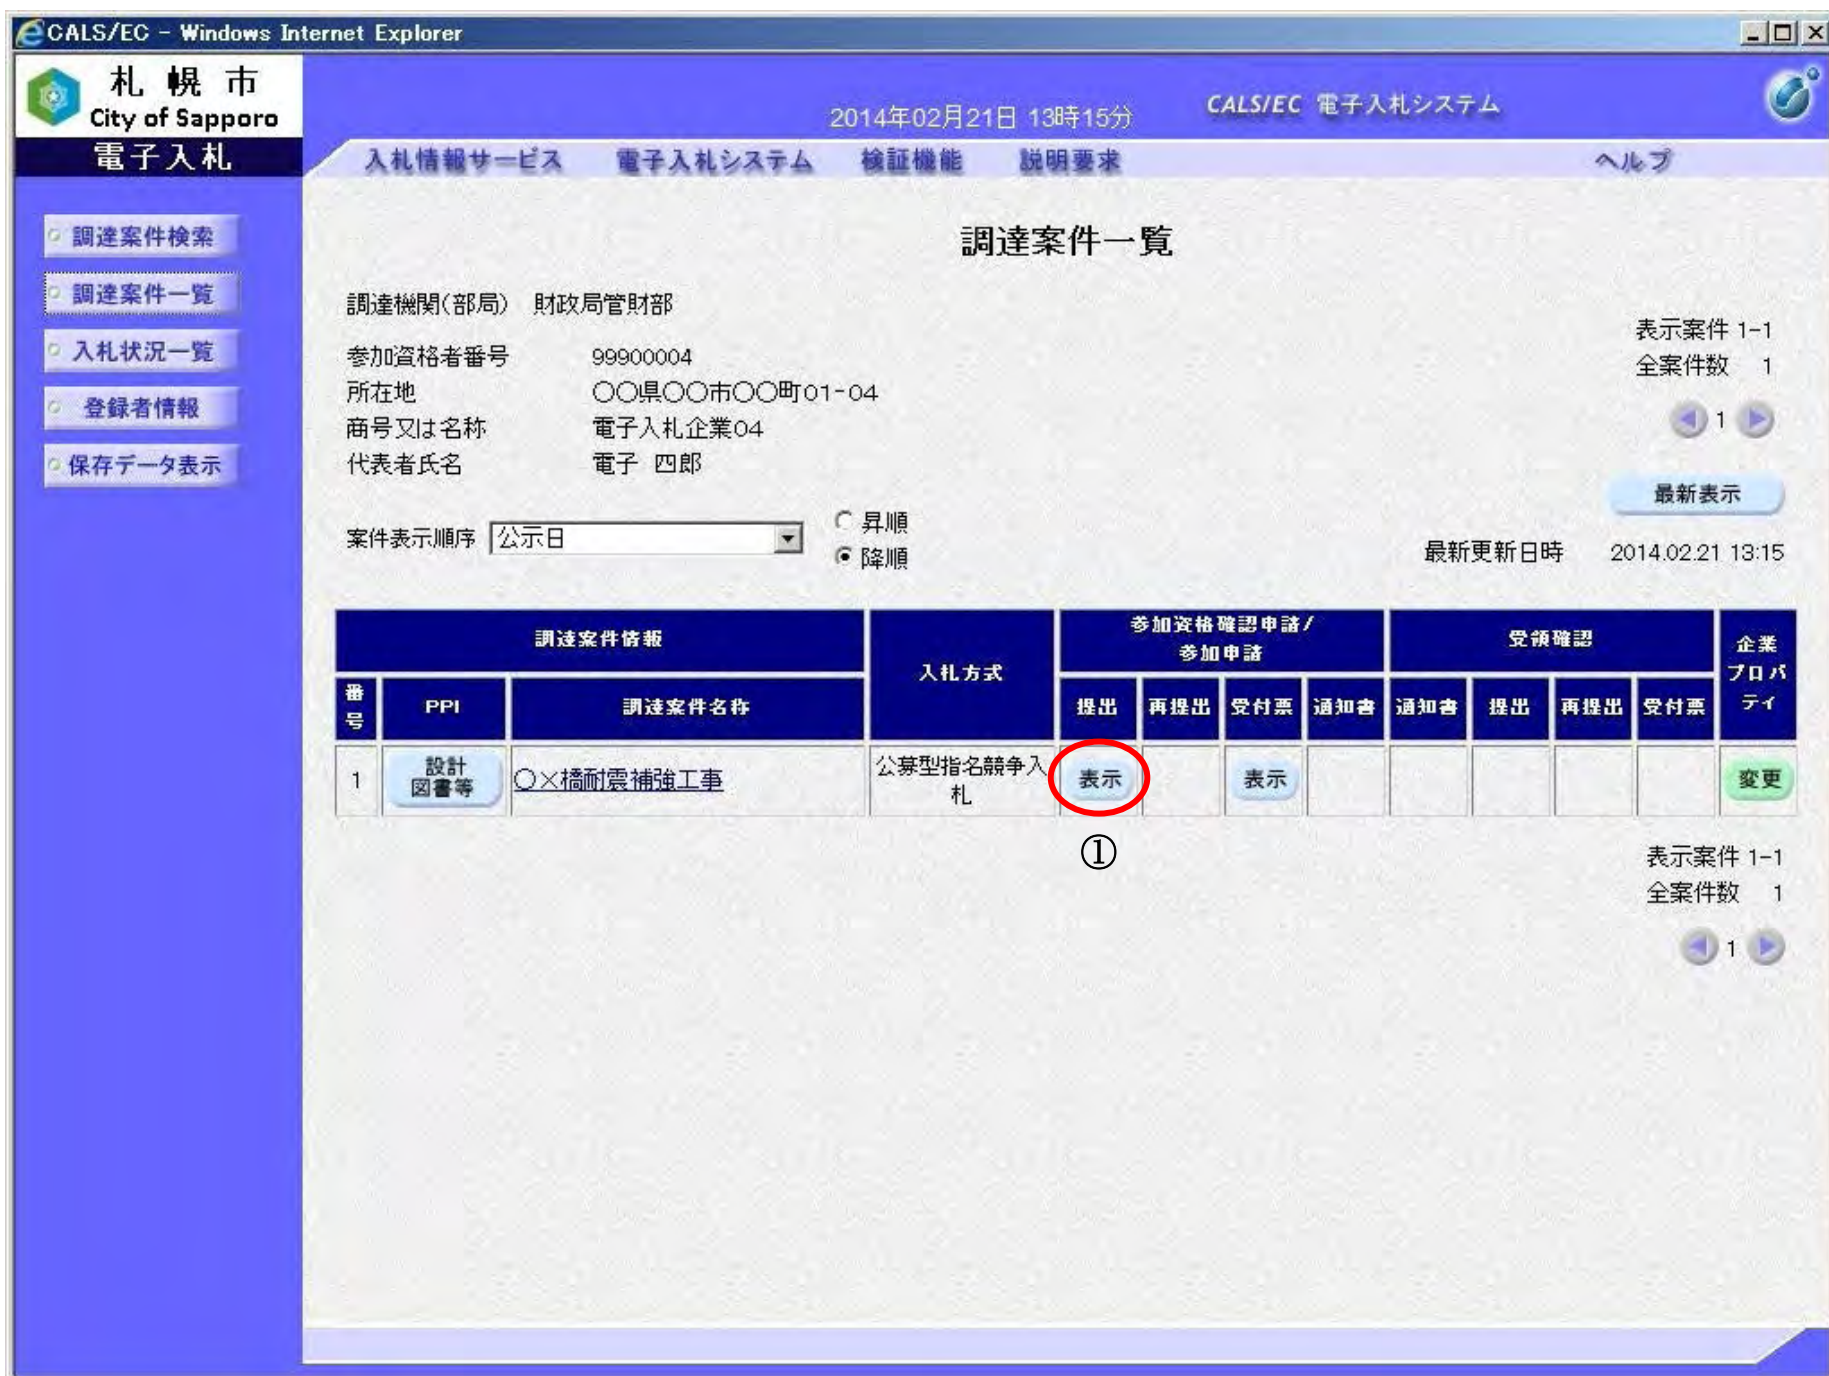 CALS/EC - Windows Internet Explorer
札幌市
City of Sapporo
2014年02月21日 13時15分
CALS/EC 電子入札システム
電子入札
入札情報サービス 電子入札システム 検証機能 説明要求 ヘルプ
調達案件検索
調達案件一覧
入札状況一覧
登録者情報
保存データ表示
調達案件一覧
調達機関(部局) 財政局管財部
参加資格者番号 99900004
所在地 〇〇県〇〇市〇〇町01-04
商号又は名称 電子入札企業04
代表者氏名 電子 四郎
表示案件 1-1
全案件数 1
1
最新表示
案件表示順序 公示日
昇順
降順
最新更新日時 2014.02.21 13:15
調達案件情報 入札方式 参加資格確認申請/参加申請 受領確認 企業プロパティ
番号 PPI 調達案件名称 提出 再提出 受付票 通知書 通知書 提出 再提出 受付票
1 設計図書等 〇×橋耐震補強工事 公募型指名競争入札 表示 表示 変更
①
表示案件 1-1
全案件数 1
1